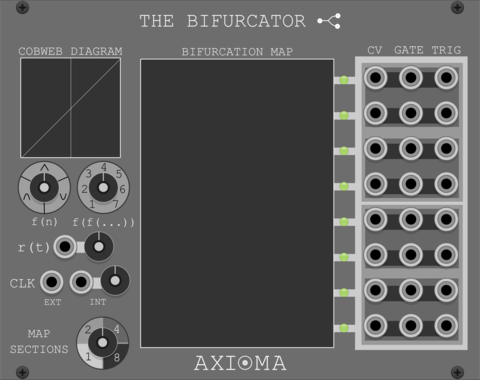 THE BIFURCATOR
COBWEB DIAGRAM
BIFURCATION MAP
CV GATE TRIG
1 2 3 4 5 6 7
f(n) f(f(...))
r(t)
CLK
EXT INT
MAP
SECTIONS
2 4
1 8
AXIOMA